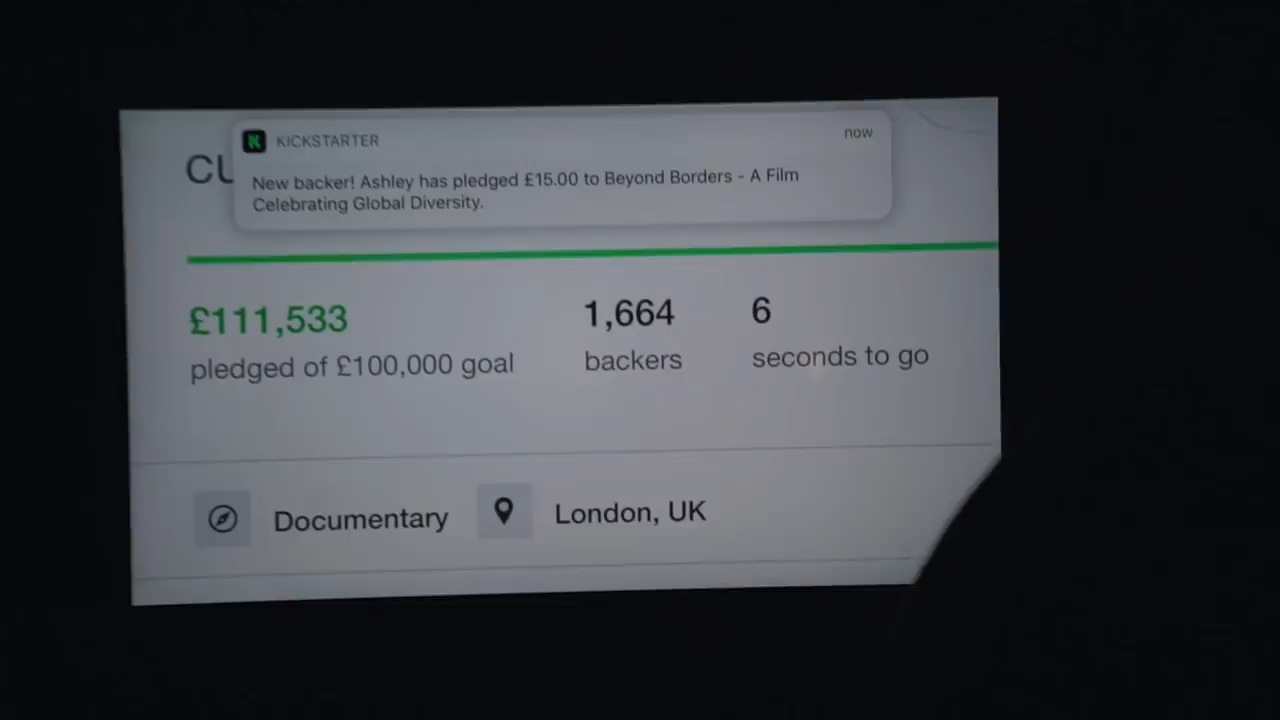 KICKSTARTER
now
New backer! Ashley has pledged £15.00 to Beyond Borders - A Film
Celebrating Global Diversity.
CU
£111,533
1,664
6
pledged of £100,000 goal
backers
seconds to go
Documentary
London, UK